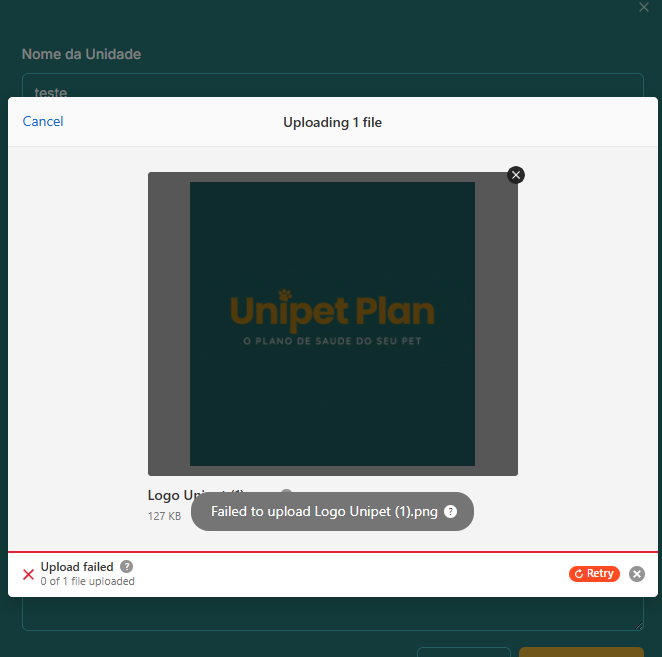 Nome da Unidade
teste
Cancel
Uploading 1 file
Unipet Plan
O PLANO DE SAUDE DO SEU PET
Logo Unipet (1)
127 KB
Failed to upload Logo Unipet (1).png ?
Upload failed ?
0 of 1 file uploaded
Retry